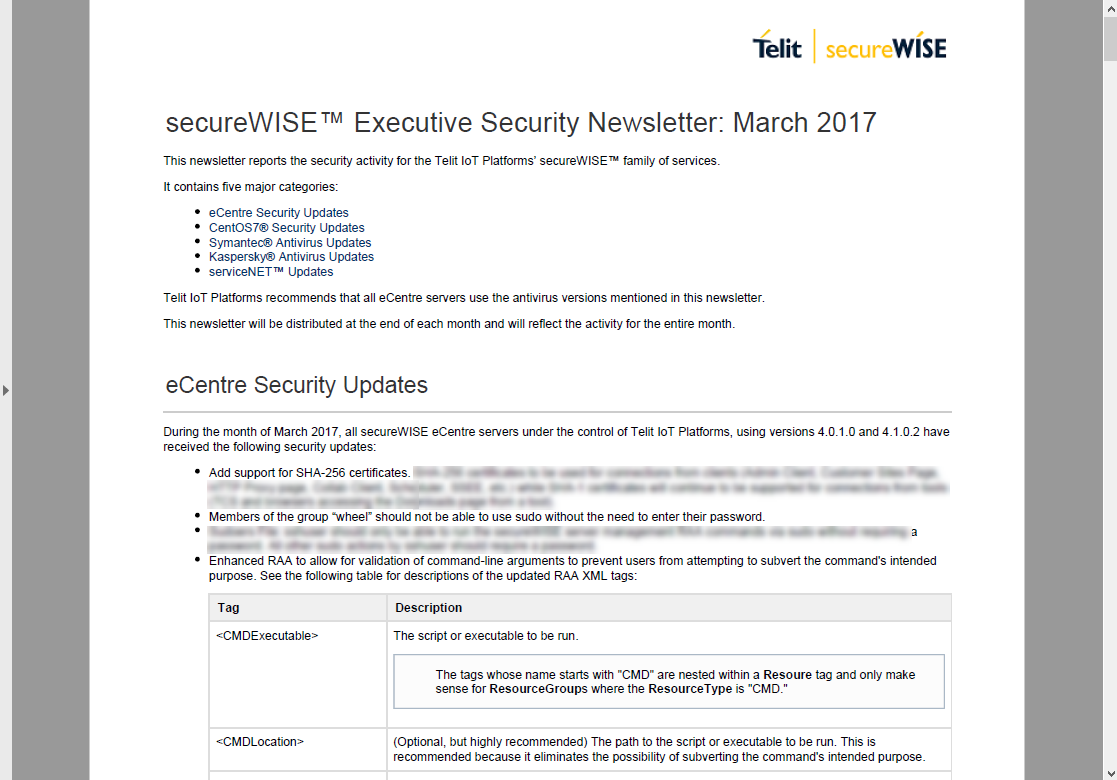 Telit | secureWISE
secureWISE™ Executive Security Newsletter: March 2017
This newsletter reports the security activity for the Telit IoT Platforms' secureWISE™ family of services.
It contains five major categories:
• eCentre Security Updates
• CentOS7® Security Updates
• Symantec® Antivirus Updates
• Kaspersky® Antivirus Updates
• serviceNET™ Updates
Telit IoT Platforms recommends that all eCentre servers use the antivirus versions mentioned in this newsletter.
This newsletter will be distributed at the end of each month and will reflect the activity for the entire month.
eCentre Security Updates
During the month of March 2017, all secureWISE eCentre servers under the control of Telit IoT Platforms, using versions 4.0.1.0 and 4.1.0.2 have
received the following security updates:
• Add support for SHA-256 certificates.
• Members of the group “wheel” should not be able to use sudo without the need to enter their password.
• a
• Enhanced RAA to allow for validation of command-line arguments to prevent users from attempting to subvert the command's intended
purpose. See the following table for descriptions of the updated RAA XML tags:
Tag Description
<CMDExecutable> The script or executable to be run.
The tags whose name starts with "CMD" are nested within a Resoure tag and only make
sense for ResourceGroups where the ResourceType is "CMD."
<CMDLocation> (Optional, but highly recommended) The path to the script or executable to be run. This is
recommended because it eliminates the possibility of subverting the command's intended purpose.